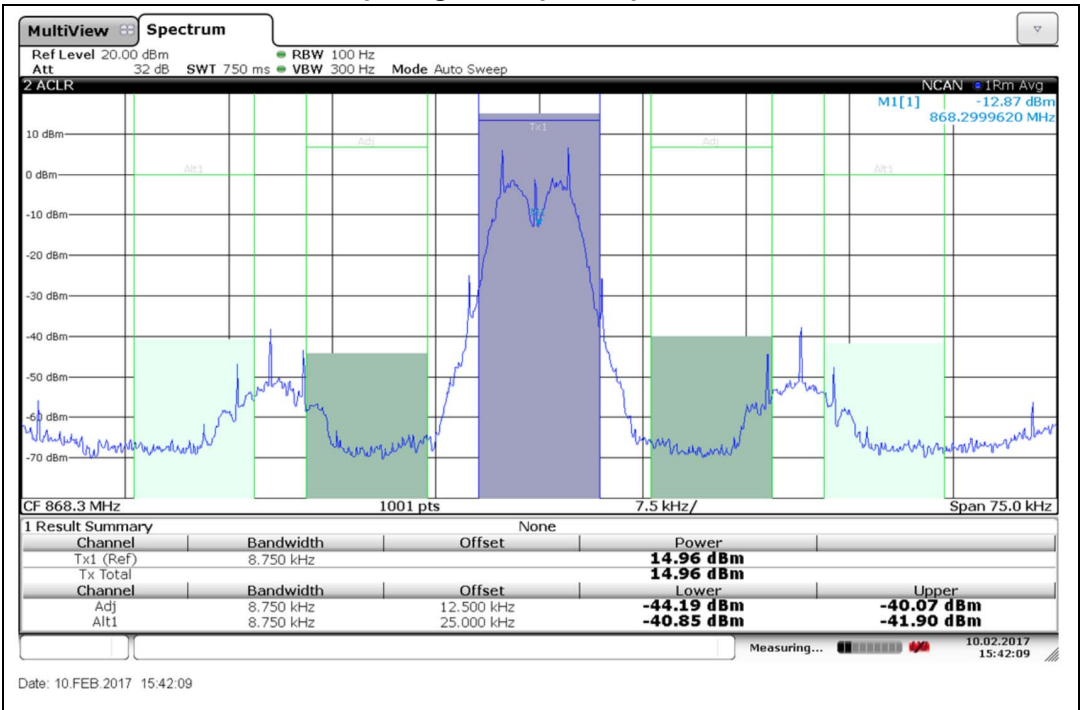 MultiView Spectrum
Ref Level 20.00 dBm RBW 100 Hz
Att 32 dB SWT 750 ms VBW 300 Hz Mode Auto Sweep
2 ACLR NCAN 1Rm Avg
M1[1] -12.87 dBm
868.2999620 MHz
Tx1
10 dBm
Adj Adj
Alt1 Alt1
0 dBm
-10 dBm
-20 dBm
-30 dBm
-40 dBm
-50 dBm
-60 dBm
-70 dBm
CF 868.3 MHz 1001 pts 7.5 kHz/ Span 75.0 kHz
1 Result Summary None
Channel Bandwidth Offset Power
Tx1 (Ref) 8.750 kHz 14.96 dBm
Tx Total 14.96 dBm
Channel Bandwidth Offset Lower Upper
Adj 8.750 kHz 12.500 kHz -44.19 dBm -40.07 dBm
Alt1 8.750 kHz 25.000 kHz -40.85 dBm -41.90 dBm
Measuring... 10.02.2017
15:42:09
Date: 10.FEB.2017 15:42:09